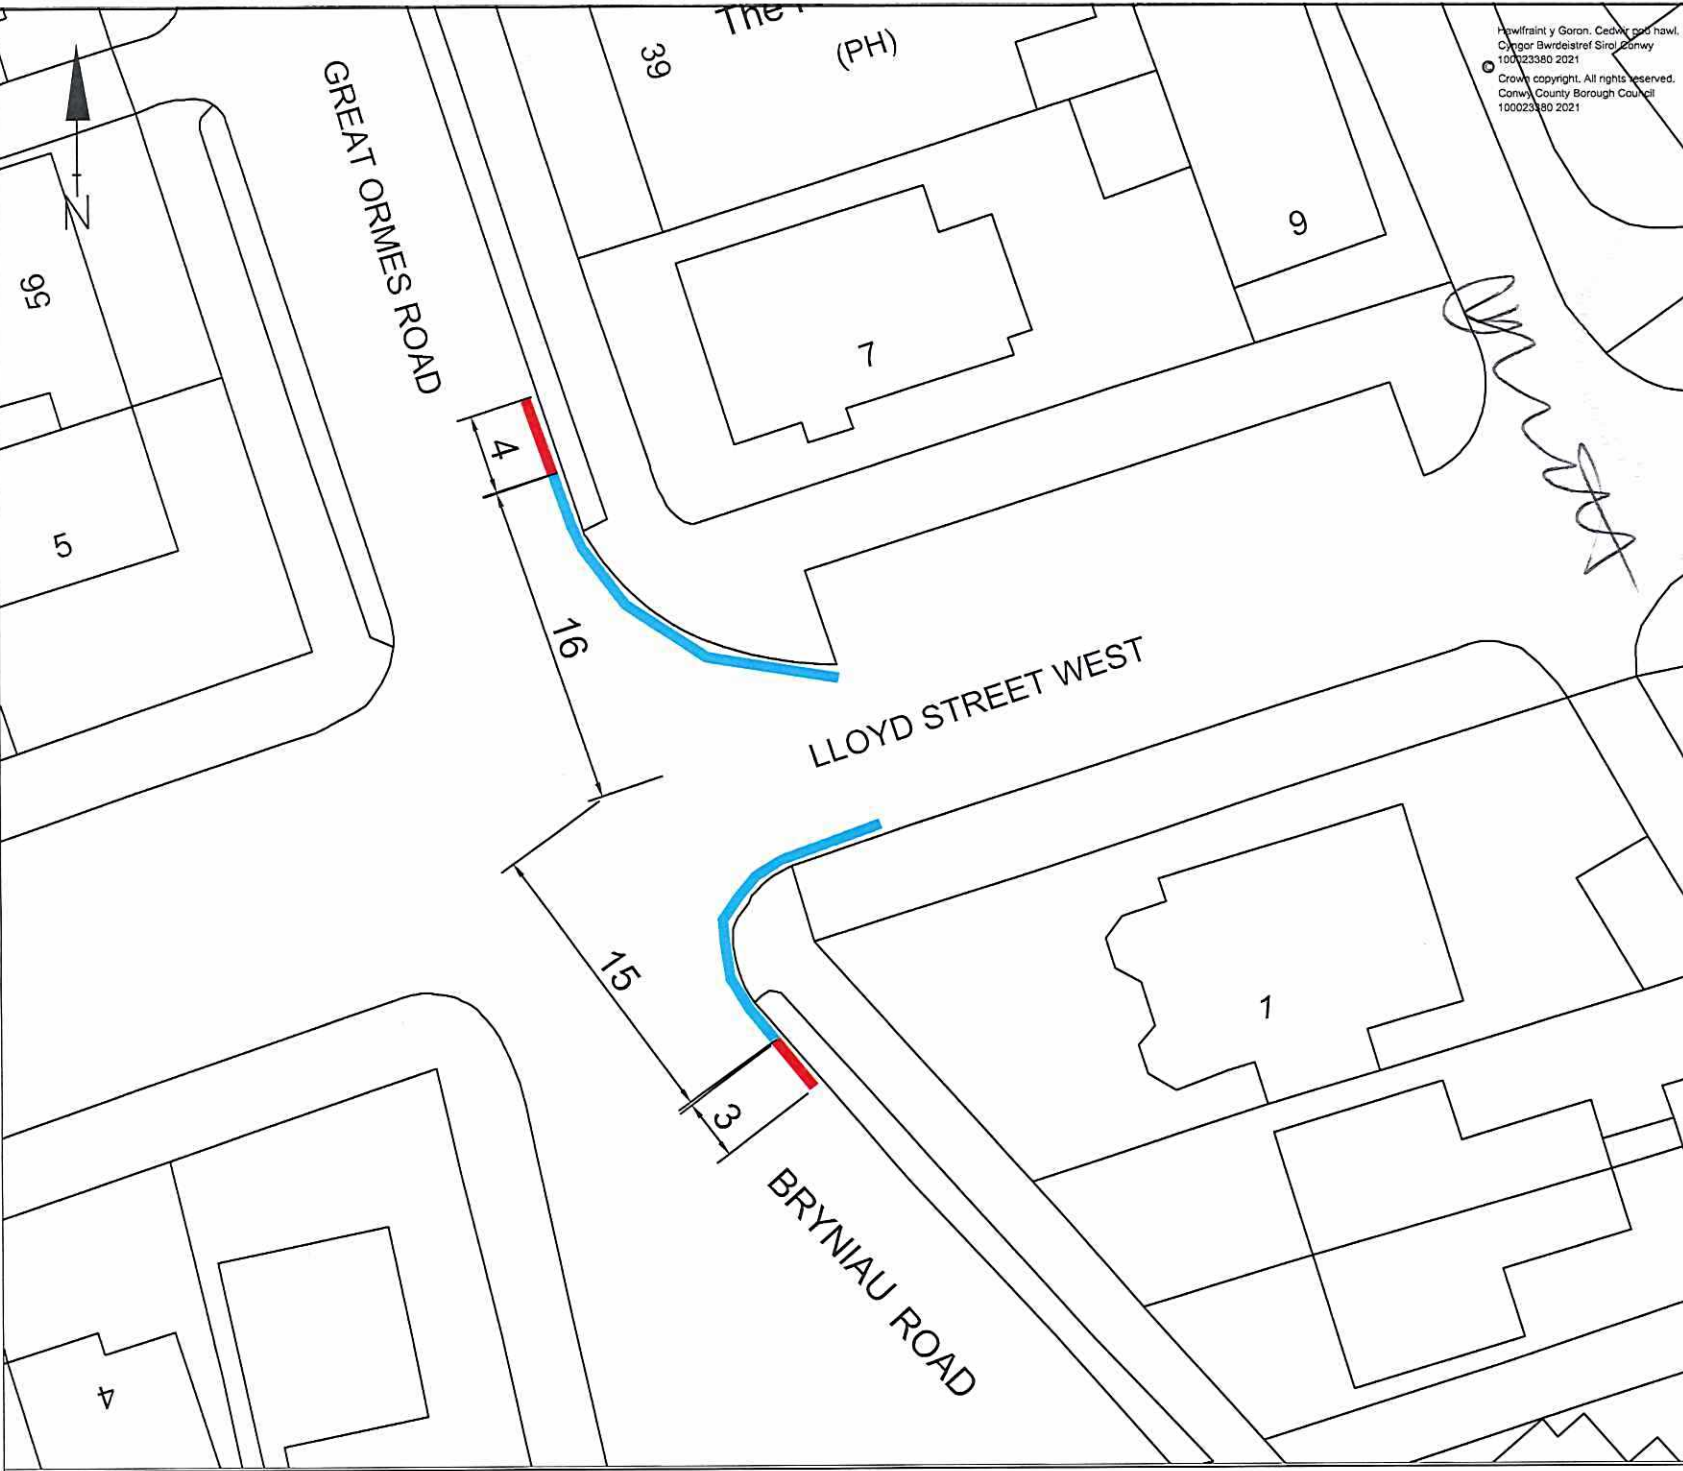 The
(PH)
39
Hawlfraint y Goron. Cedwir pob hawl.
Cyngor Bwrdeistref Sirol Conwy
100023380 2021
©
Crown copyright. All rights reserved.
Conwy County Borough Council
100023380 2021
GREAT ORMES ROAD
N
56
9
7
4
5
16
LLOYD STREET WEST
15
1
3
BRYNIAU ROAD
4